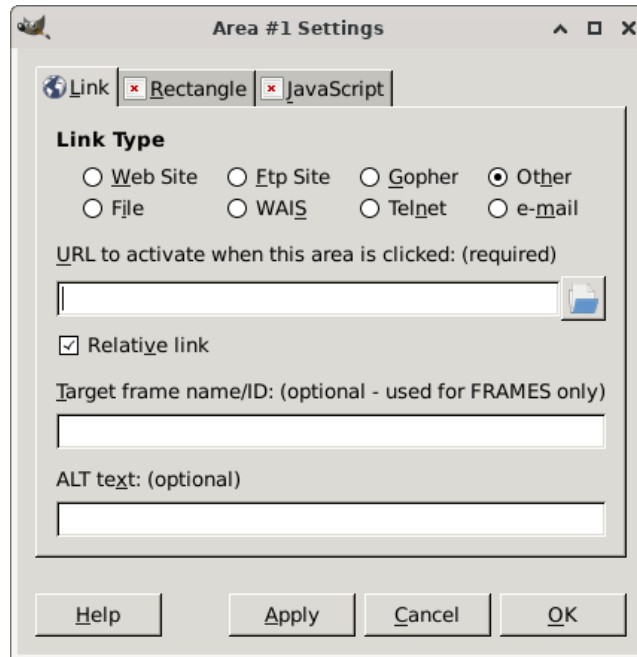 Area #1 Settings
Link Rectangle JavaScript
Link Type
Web Site Ftp Site Gopher Other
File WAIS Telnet e-mail
URL to activate when this area is clicked: (required)
Relative link
Target frame name/ID: (optional - used for FRAMES only)
ALT text: (optional)
Help Apply Cancel OK